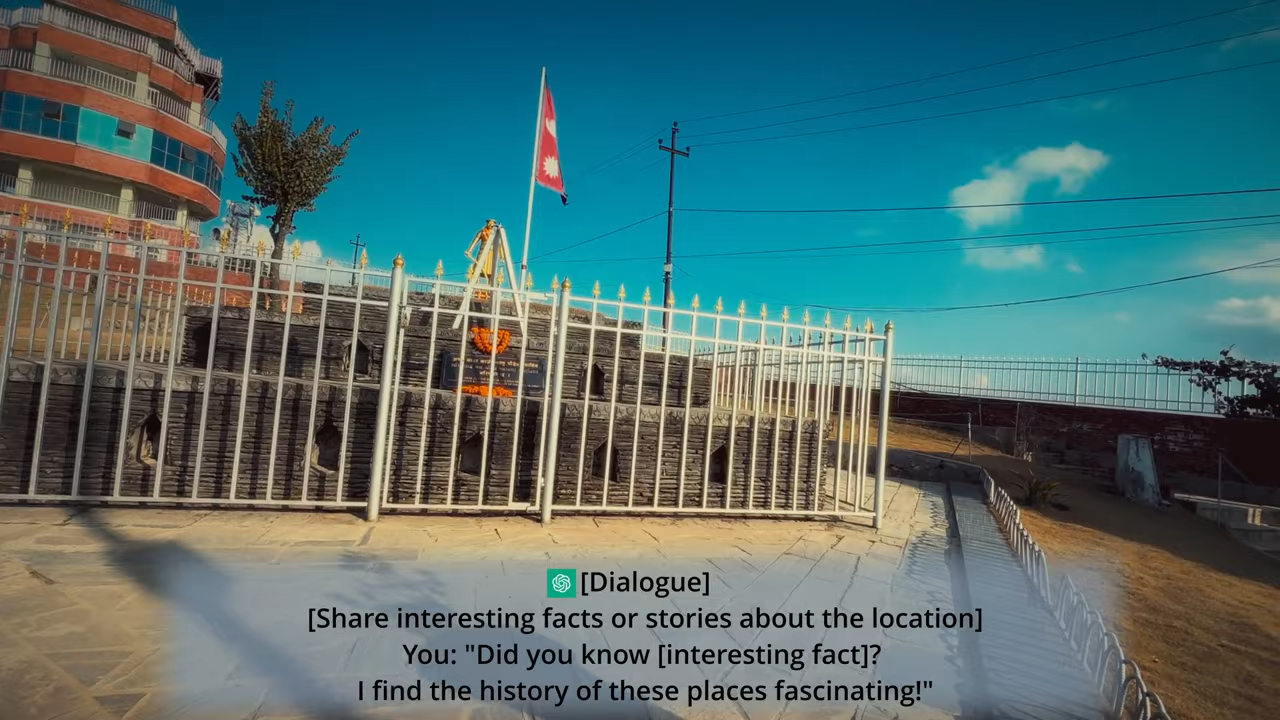 [Dialogue]
[Share interesting facts or stories about the location]
You: "Did you know [interesting fact]?
I find the history of these places fascinating!"